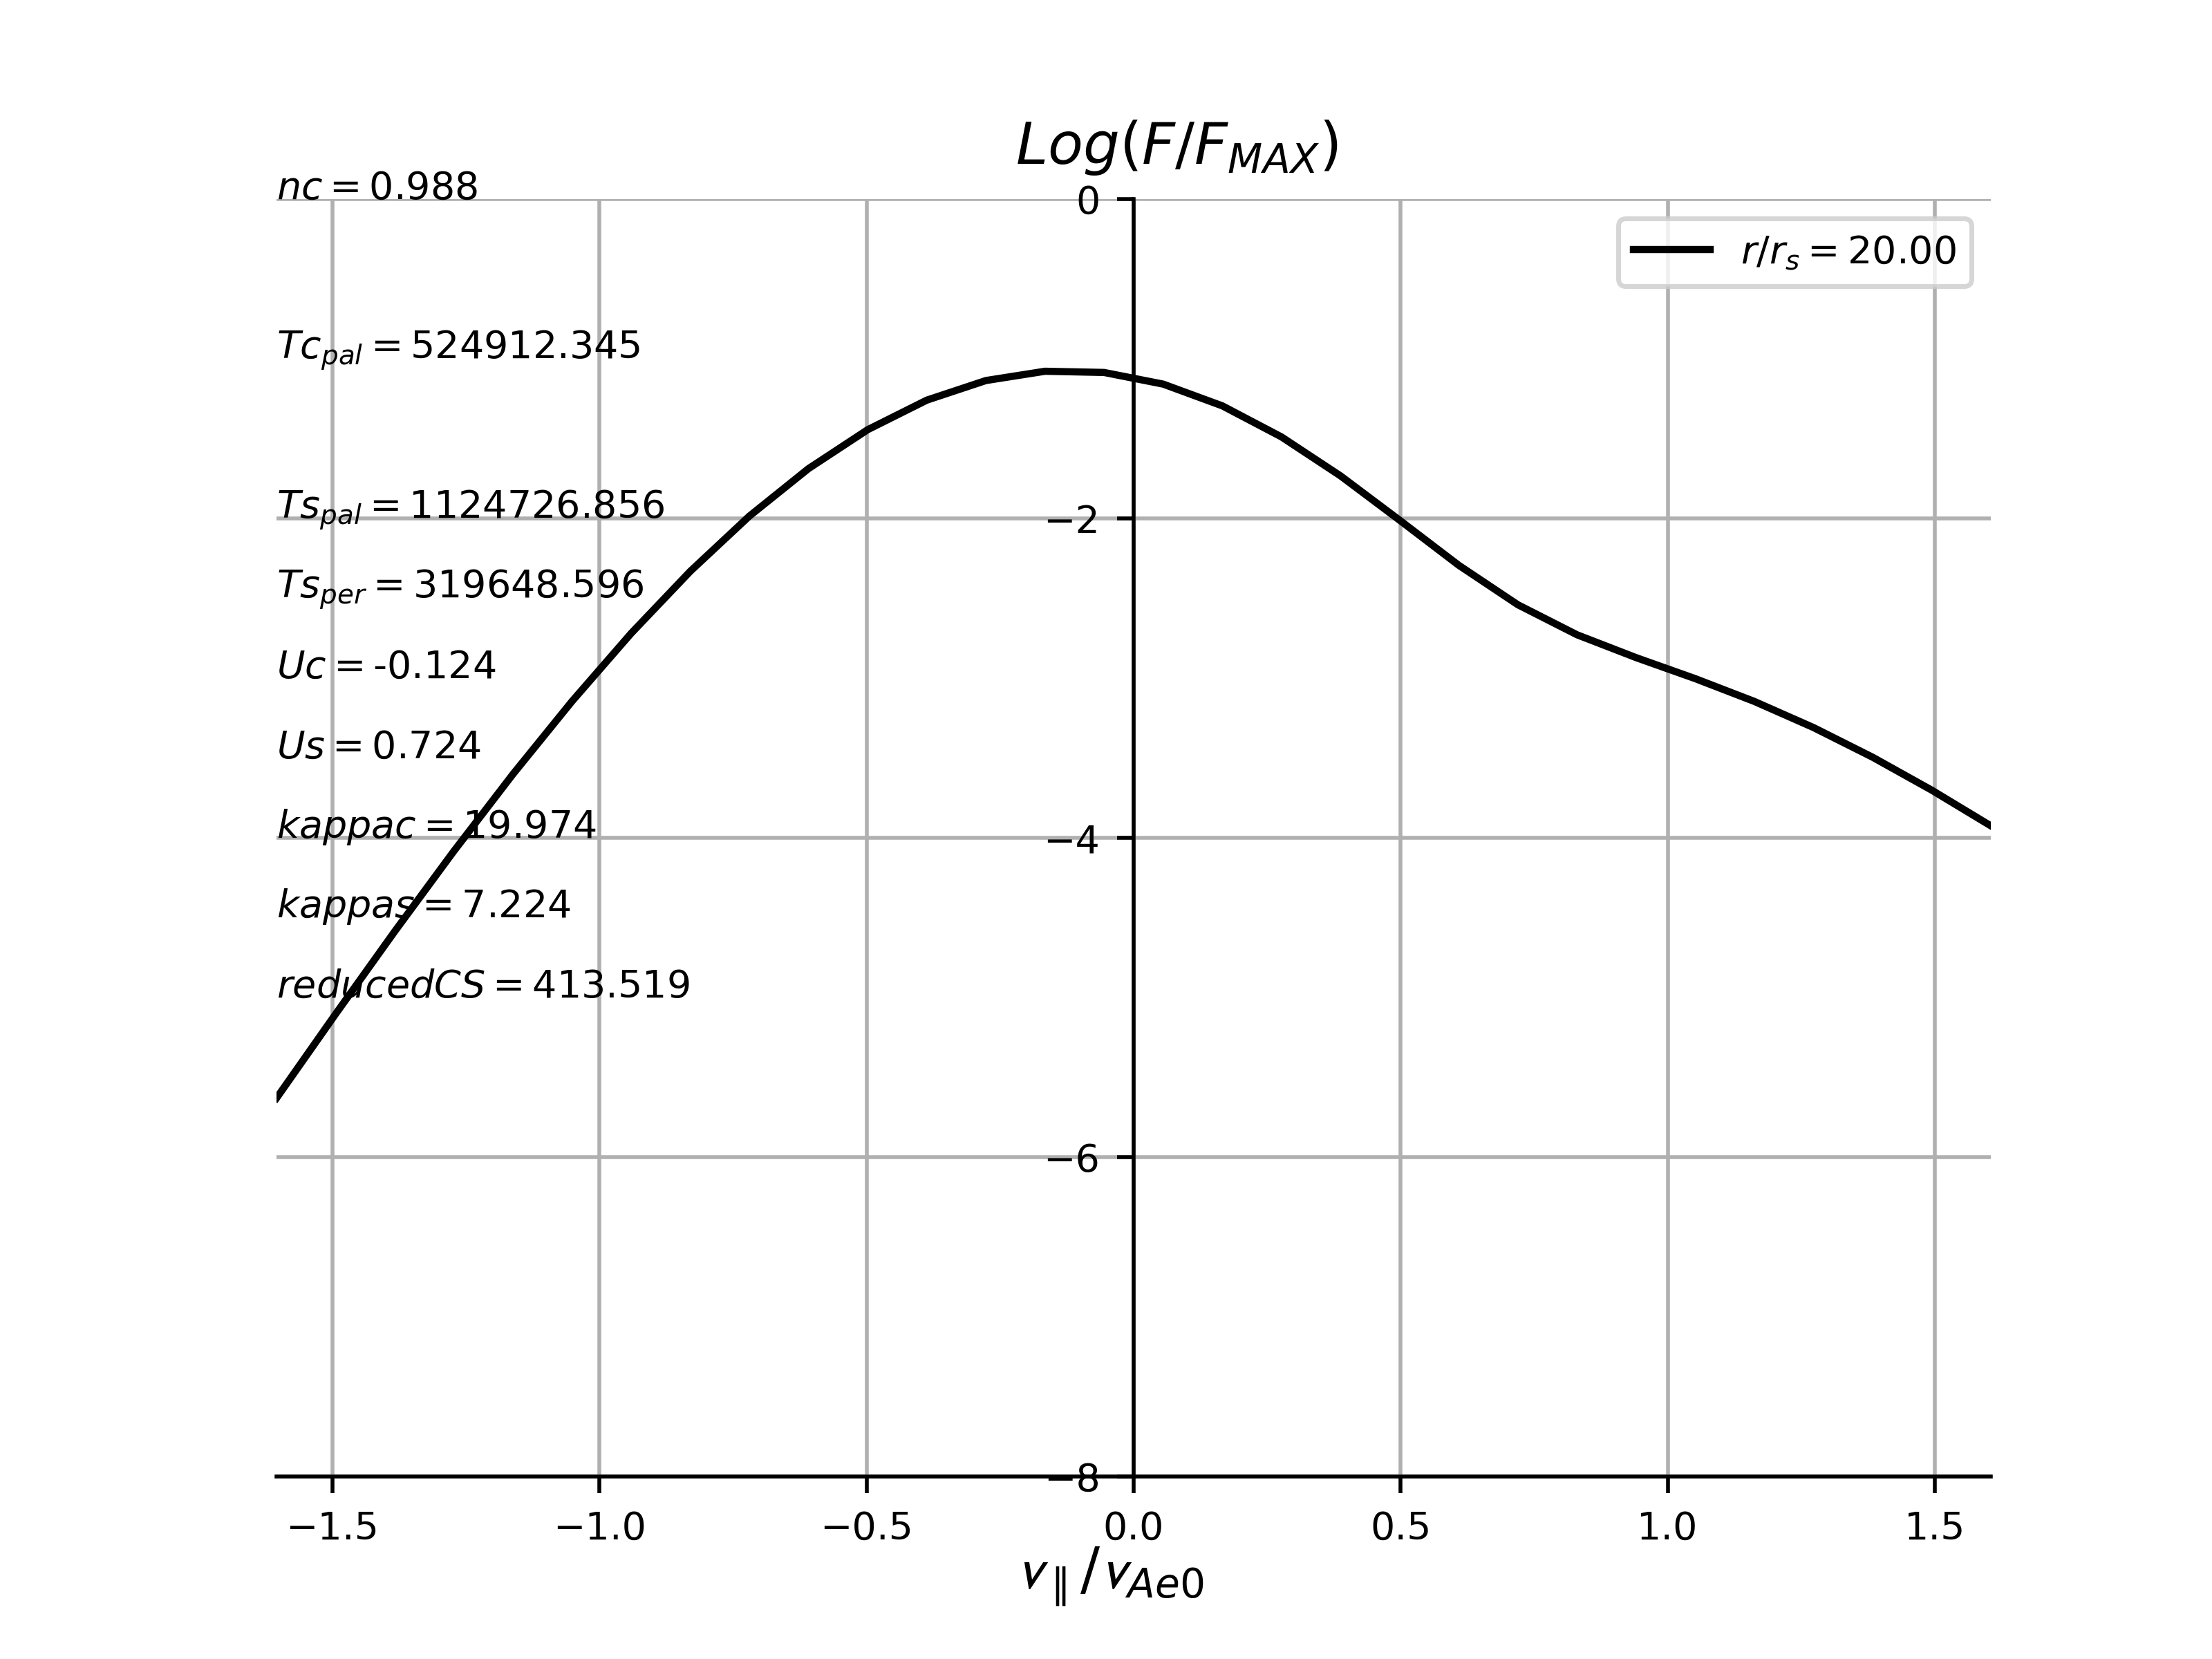 Log(F/F_MAX)
nc = 0.988
0
r/r_s = 20.00
Tc_pal = 524912.345
Ts_pal = 1124726.856
−2
Ts_per = 319648.596
Uc = -0.124
Us = 0.724
kappac = 19.974
−4
kappas = 7.224
reducedCS = 413.519
−6
−8
−1.5 −1.0 −0.5 0.0 0.5 1.0 1.5
v_∥/v_Ae0